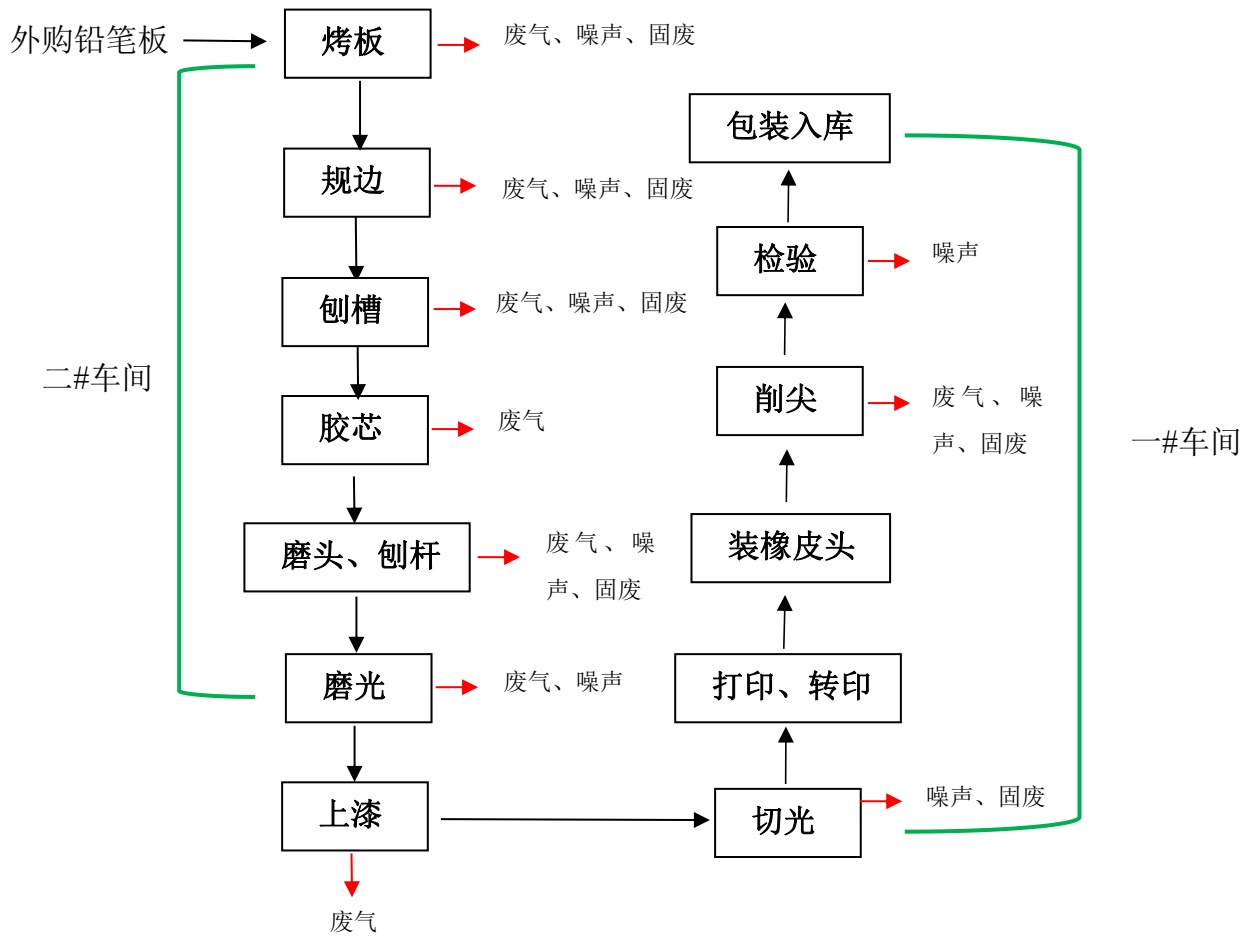 外购铅笔板
烤板
废气、噪声、固废
规边
废气、噪声、固废
刨槽
废气、噪声、固废
二#车间
胶芯
废气
磨头、刨杆
废气、噪
声、固废
磨光
废气、噪声
上漆
废气
切光
噪声、固废
打印、转印
装橡皮头
削尖
废气、噪
声、固废
检验
噪声
包装入库
一#车间